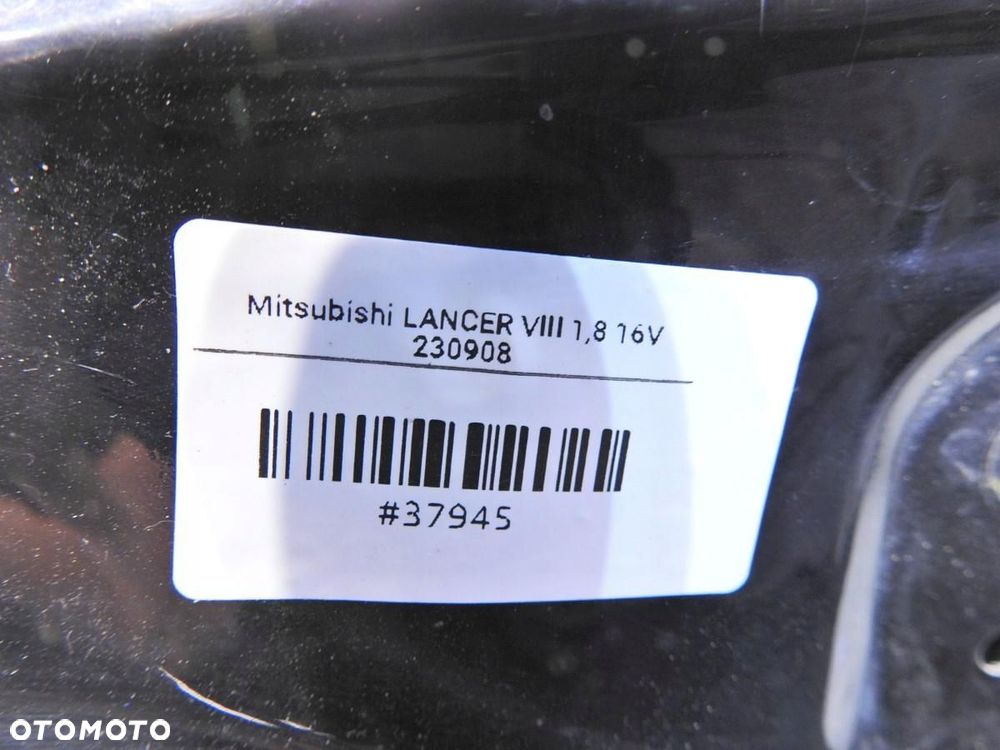 Mitsubishi LANCER VIII 1,8 16V
230908
#37945
OTOMOTO